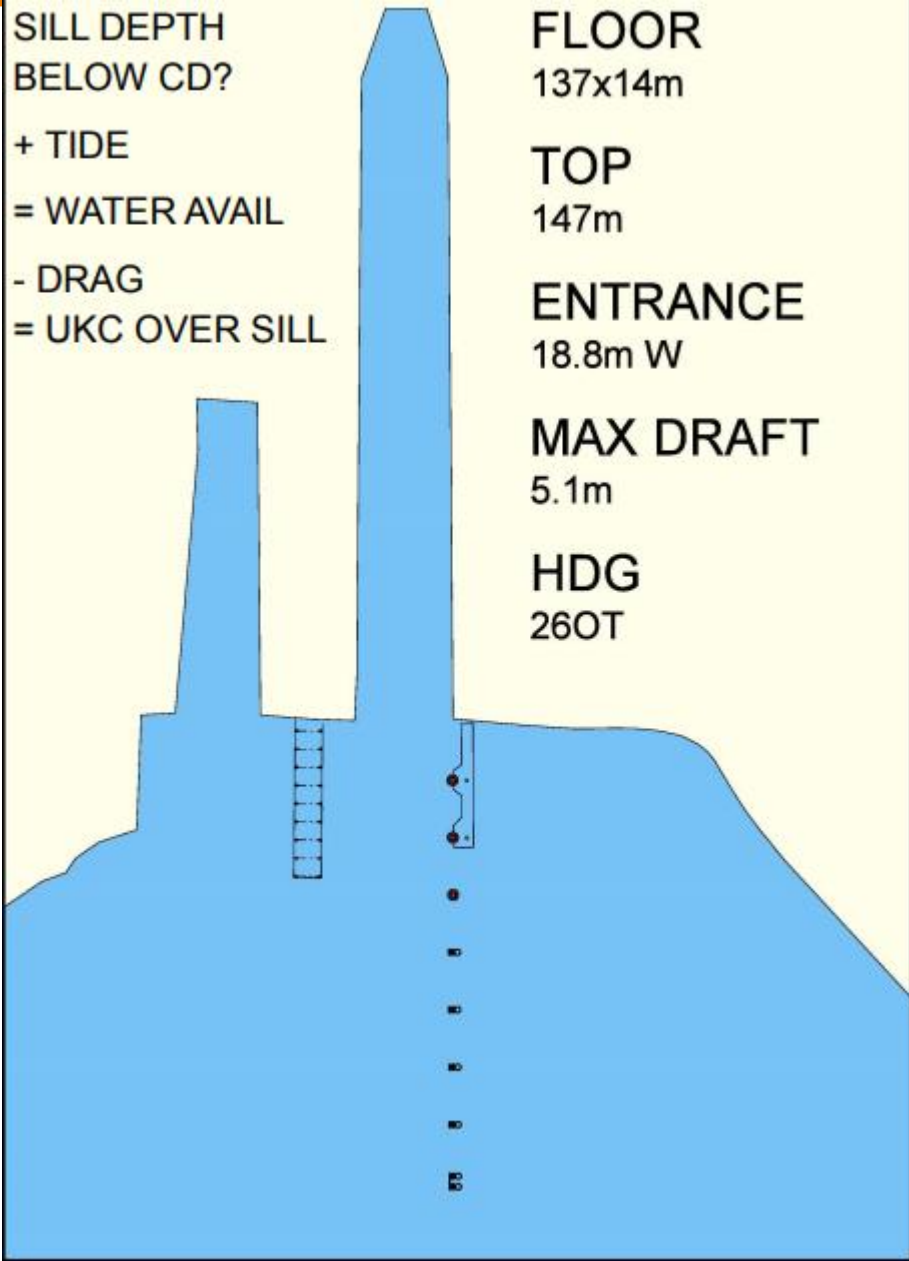 SILL DEPTH
BELOW CD?
+ TIDE
= WATER AVAIL
- DRAG
= UKC OVER SILL
FLOOR
137x14m
TOP
147m
ENTRANCE
18.8m W
MAX DRAFT
5.1m
HDG
26OT